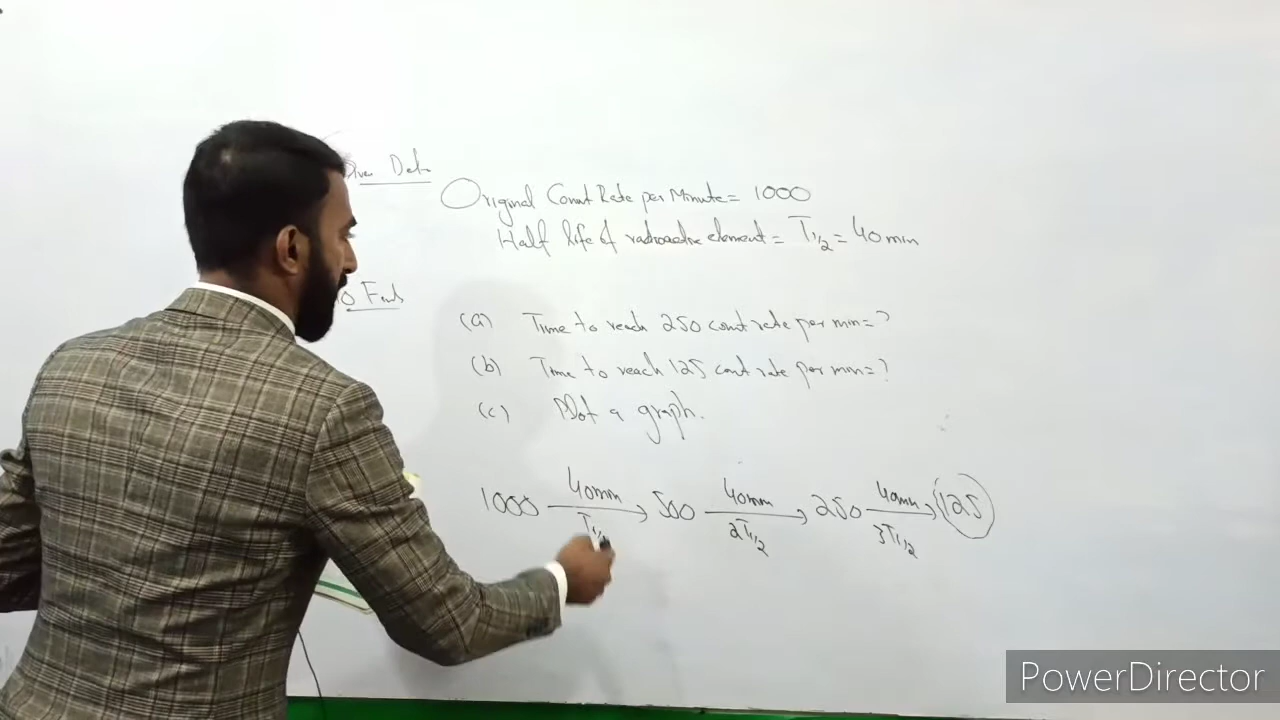 Given Data
Original Count Rate per Minute = 1000
Half life of radioactive element = T1/2 = 40 min
To Find
(a) Time to reach 250 count rate per min = ?
(b) Time to reach 125 count rate per min = ?
(c) Plot a graph.
1000 40min T1/2 → 500 40min 2T1/2 → 250 40min 3T1/2 → 125
PowerDirector